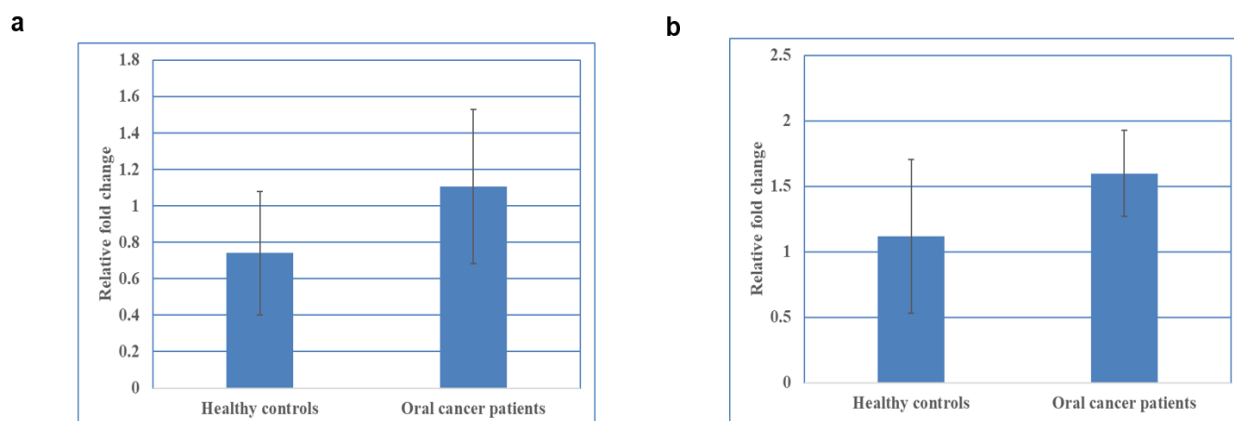 a
1.8
1.6
1.4
1.2
1
0.8
0.6
0.4
0.2
0
Relative fold change
Healthy controls Oral cancer patients
b
2.5
2
1.5
1
0.5
0
Relative fold change
Healthy controls Oral cancer patients